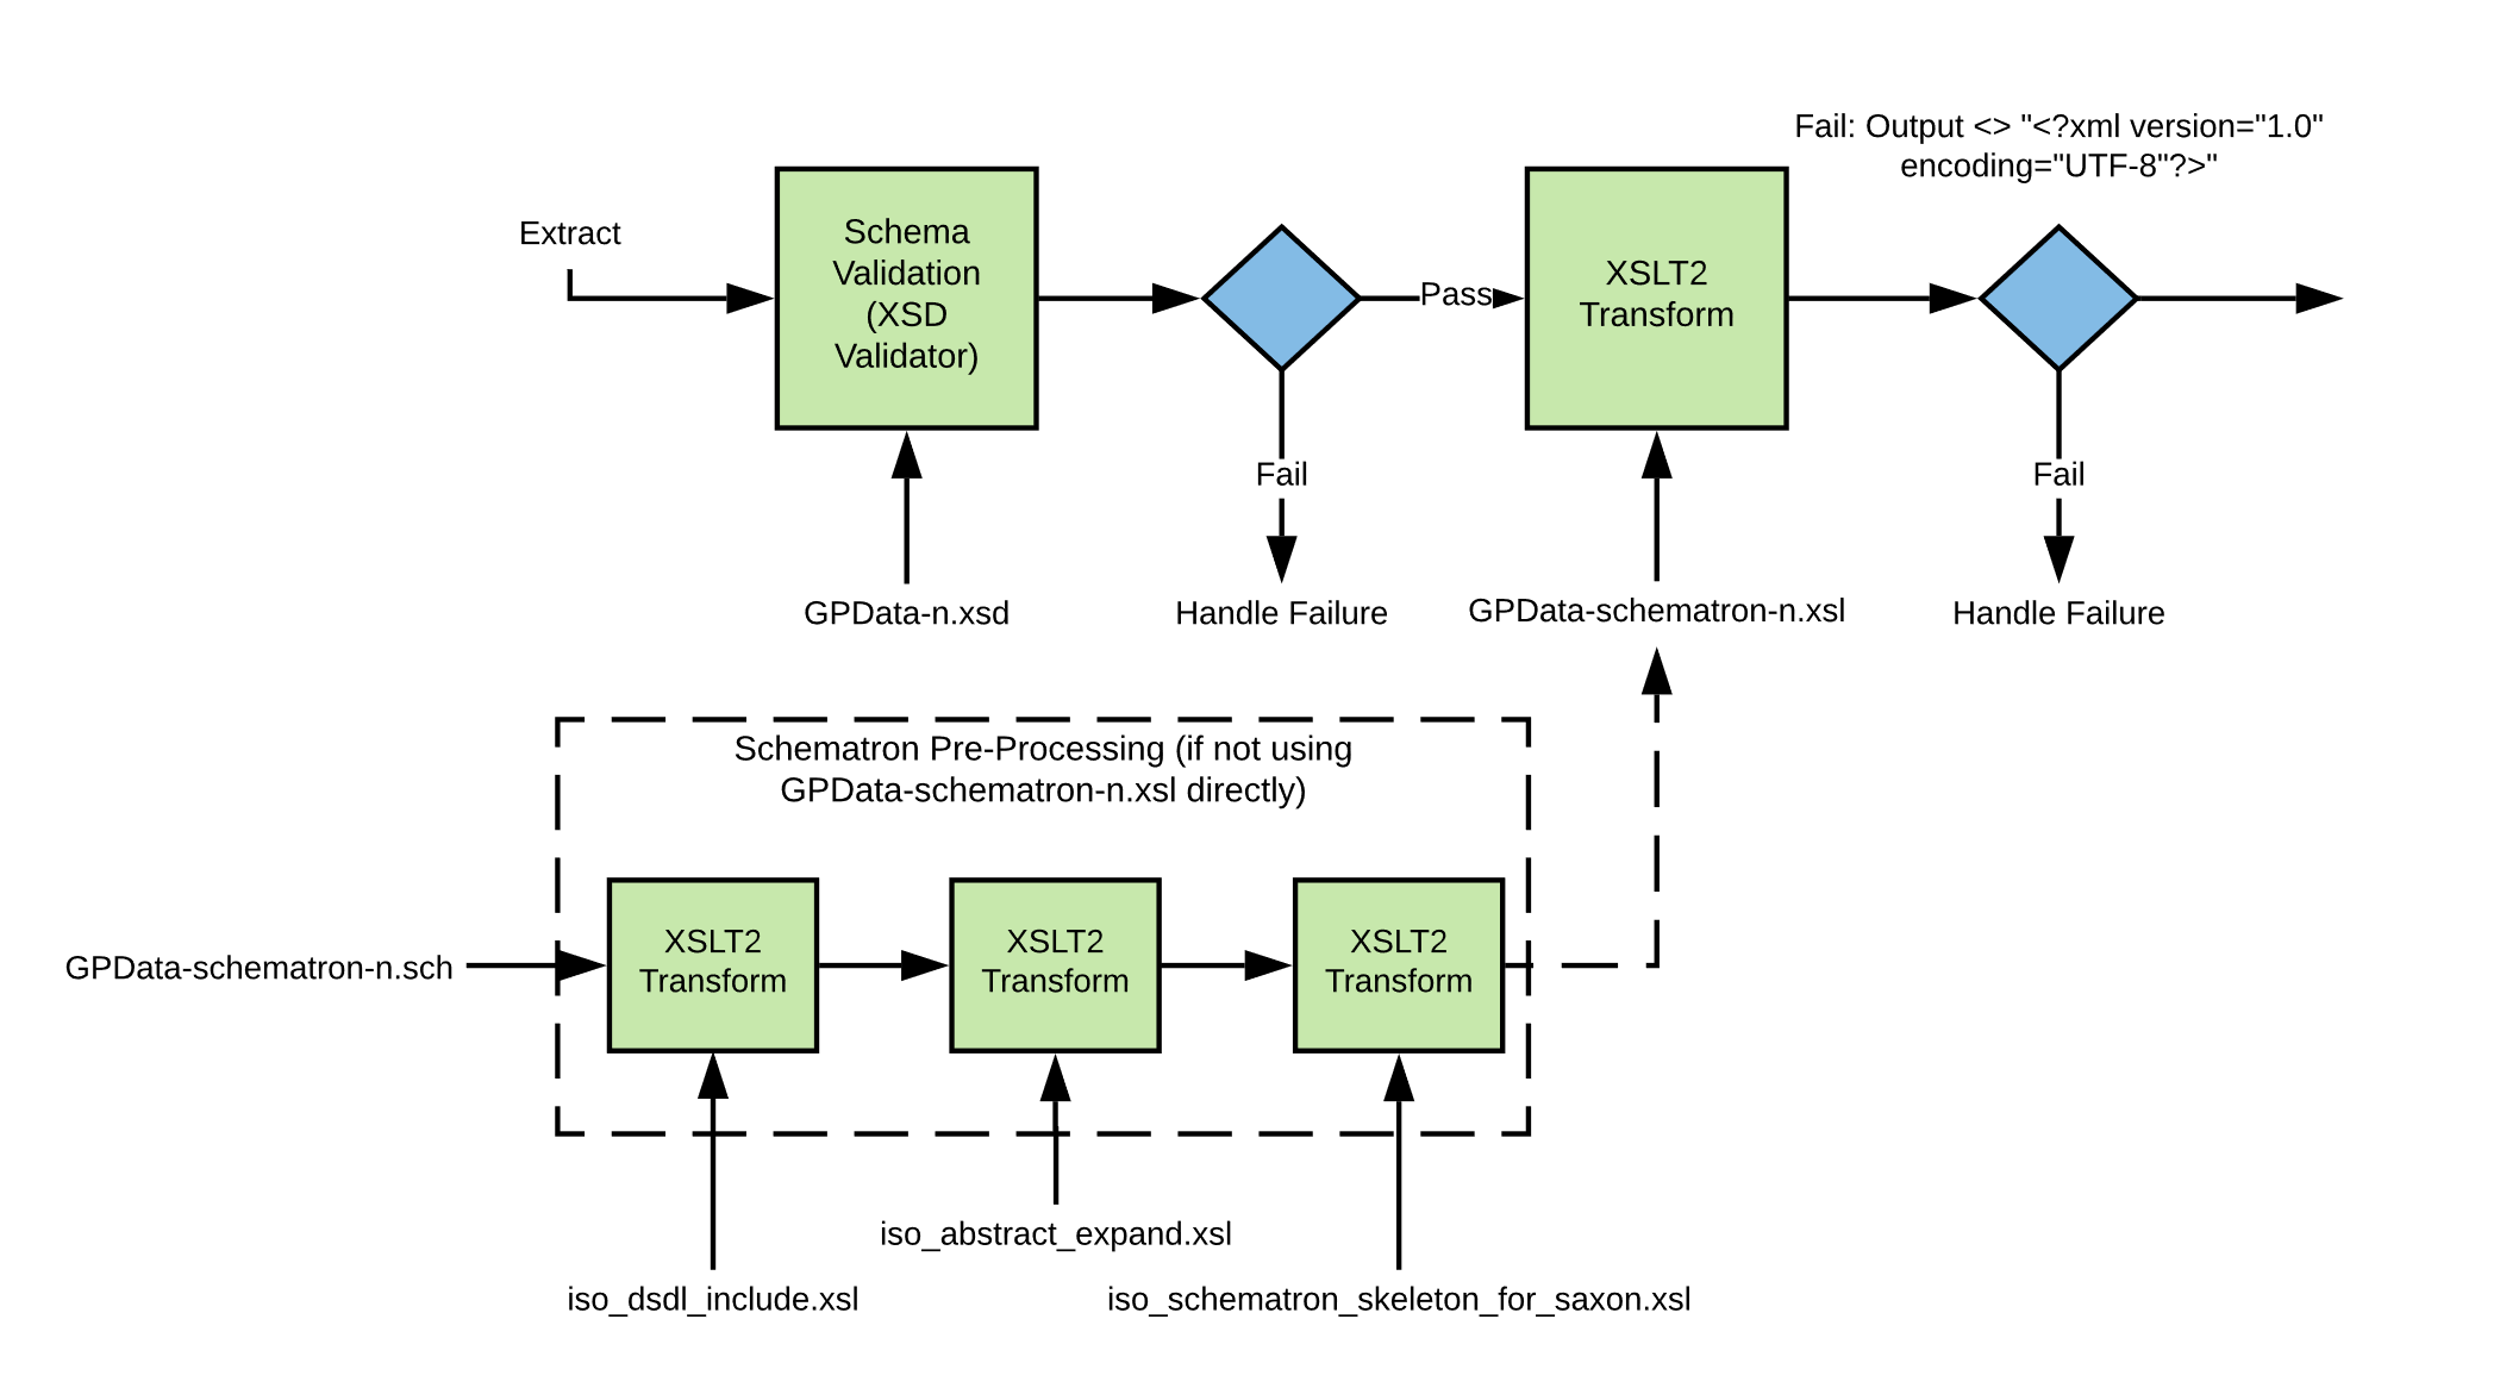 Fail: Output <> "<?xml version="1.0"
encoding="UTF-8"?>"
Extract
Schema
Validation
(XSD
Validator)
Pass
XSLT2
Transform
Fail
Fail
GPData-n.xsd
Handle Failure
GPData-schematron-n.xsl
Handle Failure
Schematron Pre-Processing (if not using
GPData-schematron-n.xsl directly)
GPData-schematron-n.sch
XSLT2
Transform
XSLT2
Transform
XSLT2
Transform
iso_abstract_expand.xsl
iso_dsdl_include.xsl
iso_schematron_skeleton_for_saxon.xsl